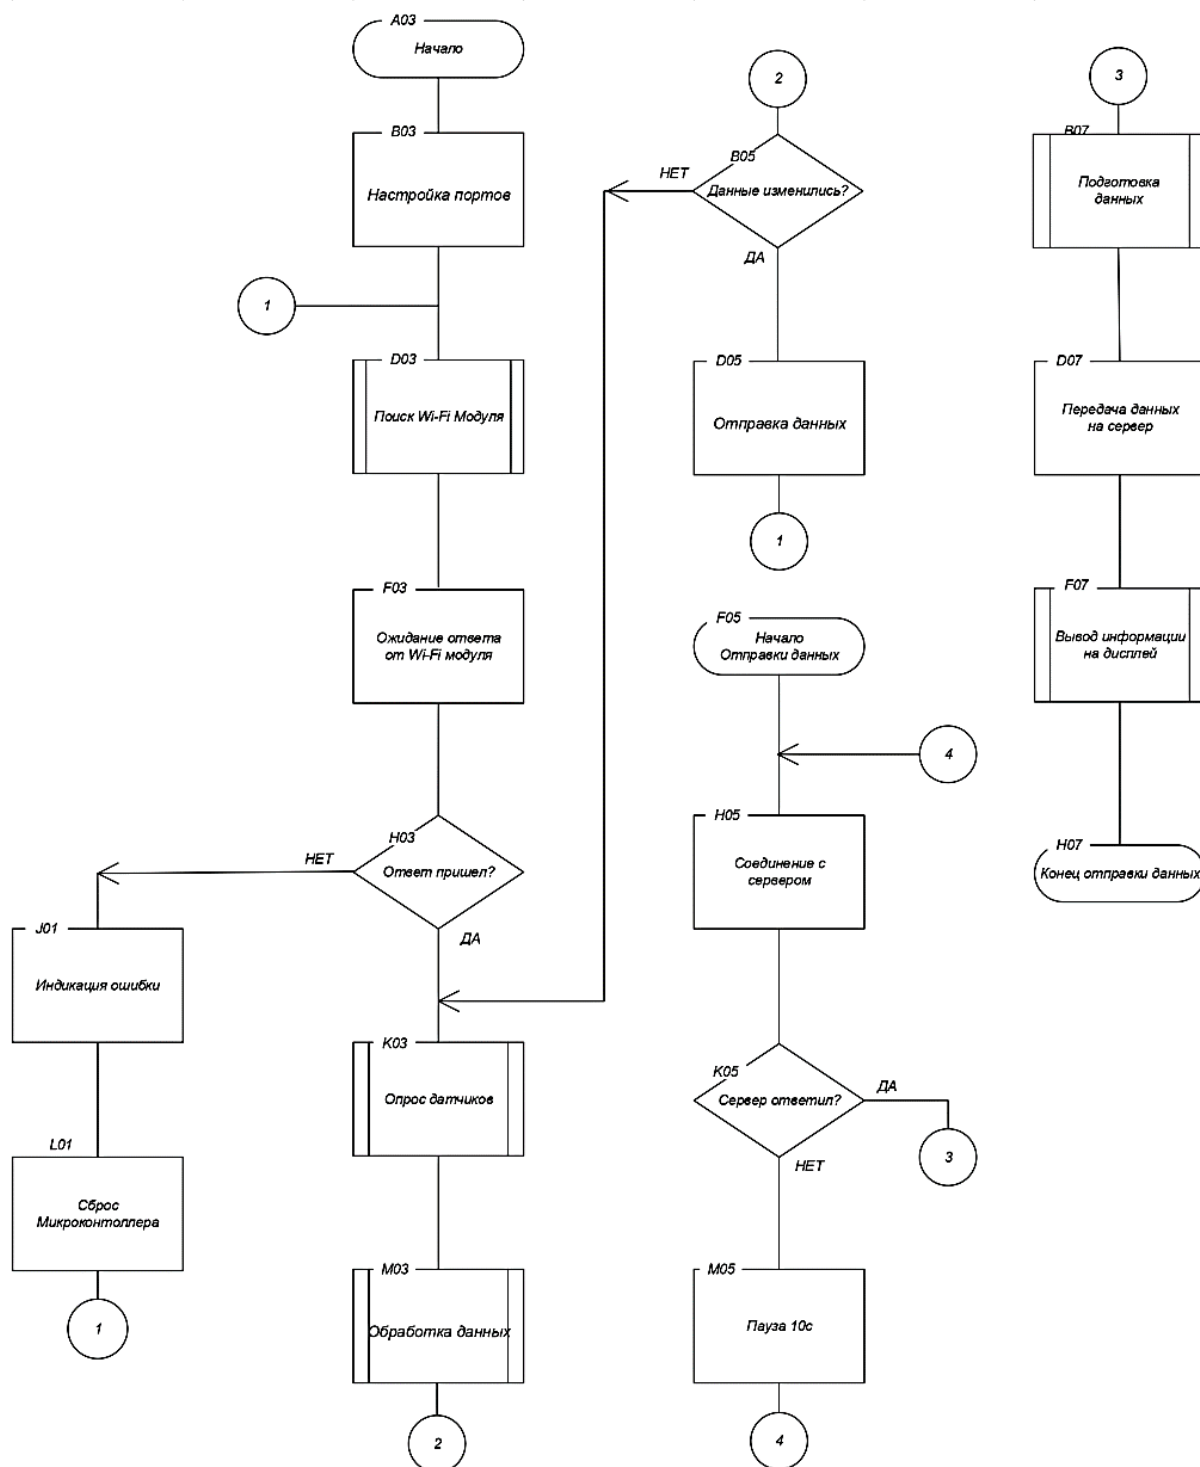 A03
Начало
B03
Настройка портов
1
D03
Поиск Wi-Fi Модуля
F03
Ожидание ответа
от Wi-Fi модуля
H03
Ответ пришел?
НЕТ
ДА
J01
Индикация ошибки
L01
Сброс
Микроконтоллера
1
K03
Опрос датчиков
M03
Обработка данных
2
2
B05
Данные изменились?
НЕТ
ДА
D05
Отправка данных
1
F05
Начало
Отправки данных
4
H05
Соединение с
сервером
K05
Сервер ответил?
ДА
3
НЕТ
M05
Пауза 10с
4
3
B07
Подготовка
данных
D07
Передача данных
на сервер
F07
Вывод информации
на дисплей
H07
Конец отправки данных